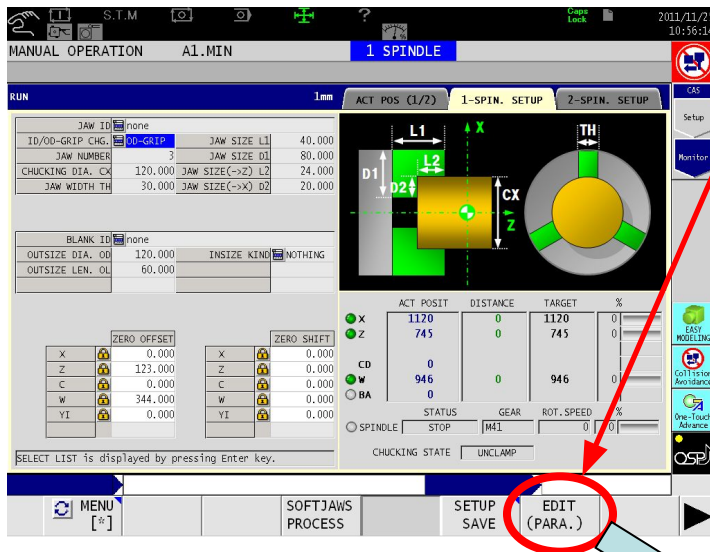 S.T.M ? Caps Lock 2011/11/2
10:56:14
MANUAL OPERATION A1.MIN 1 SPINDLE
RUN 1mm ACT POS (1/2) 1-SPIN. SETUP 2-SPIN. SETUP
CAS
Setup
Monitor
JAW ID none
ID/OD-GRIP CHG. OD-GRIP JAW SIZE L1 40.000
JAW NUMBER 3 JAW SIZE D1 80.000
CHUCKING DIA. CX 120.000 JAW SIZE(->Z) L2 24.000
JAW WIDTH TH 30.000 JAW SIZE(->X) D2 20.000
L1 X TH
L2
D1 D2 CX
Z
BLANK ID none
OUTSIZE DIA. OD 120.000 INSIZE KIND NOTHING
OUTSIZE LEN. OL 60.000
ZERO OFFSET ZERO SHIFT
X 0.000 X 0.000
Z 123.000 Z 0.000
C 0.000 C 0.000
W 344.000 W 0.000
YI 0.000 YI 0.000
ACT POSIT DISTANCE TARGET %
X 1120 0 1120 0
Z 745 0 745 0
CD 0
W 946 0 946 0
BA 0
STATUS GEAR ROT.SPEED %
SPINDLE STOP M41 0 0
CHUCKING STATE UNCLAMP
EASY
MODELING
Collision
Avoidance
One-Touch
Advance
OSP
SELECT LIST is displayed by pressing Enter key.
MENU
[*]
SOFTJAWS
PROCESS
SETUP
SAVE
EDIT
(PARA.)